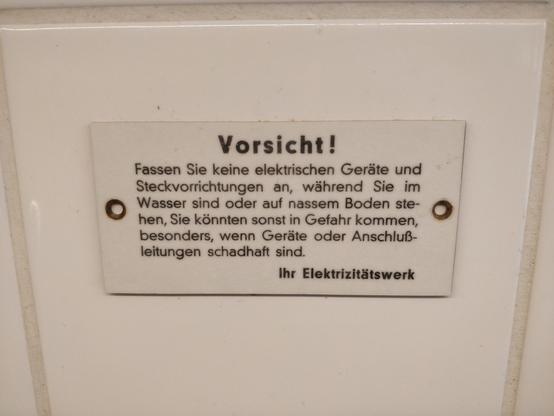 Vorsicht!
Fassen Sie keine elektrischen Geräte und
Steckvorrichtungen an, während Sie im
Wasser sind oder auf nassem Boden ste-
hen, Sie könnten sonst in Gefahr kommen,
besonders, wenn Geräte oder Anschluß-
leitungen schadhaft sind.
Ihr Elektrizitätswerk